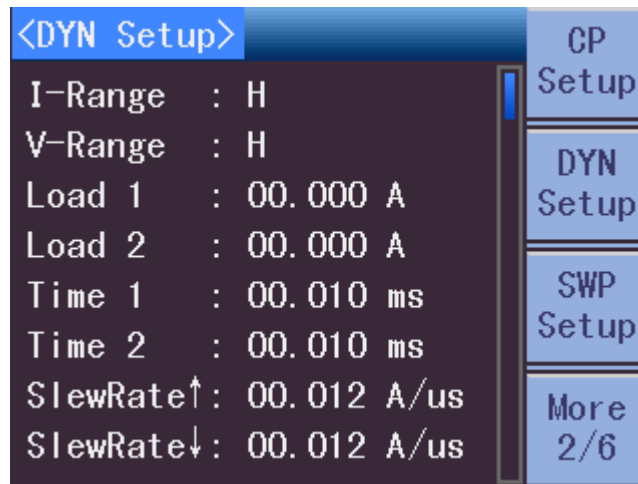 <DYN Setup>
I-Range : H
V-Range : H
Load 1 : 00.000 A
Load 2 : 00.000 A
Time 1 : 00.010 ms
Time 2 : 00.010 ms
SlewRate↑: 00.012 A/us
SlewRate↓: 00.012 A/us
CP
Setup
DYN
Setup
SWP
Setup
More
2/6